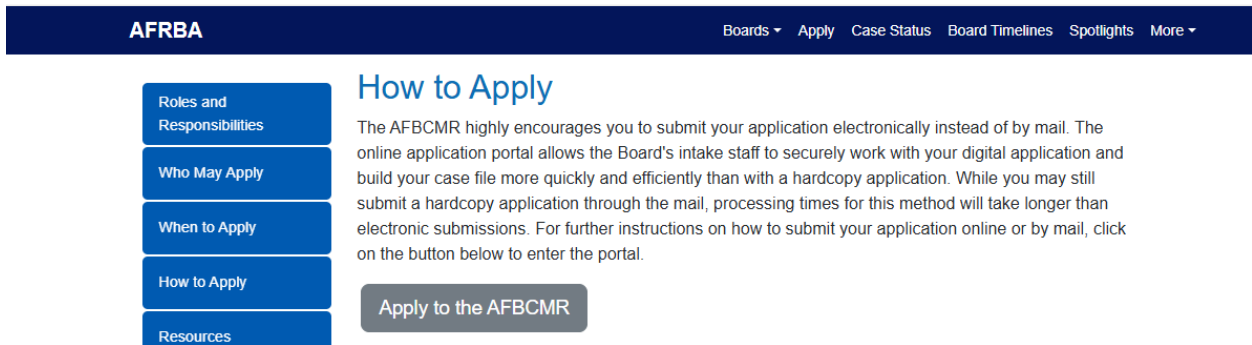 AFRBA
Boards Apply Case Status Board Timelines Spotlights More
Roles and
Responsibilities
Who May Apply
When to Apply
How to Apply
Resources
How to Apply
The AFBCMR highly encourages you to submit your application electronically instead of by mail. The
online application portal allows the Board's intake staff to securely work with your digital application and
build your case file more quickly and efficiently than with a hardcopy application. While you may still
submit a hardcopy application through the mail, processing times for this method will take longer than
electronic submissions. For further instructions on how to submit your application online or by mail, click
on the button below to enter the portal.
Apply to the AFBCMR